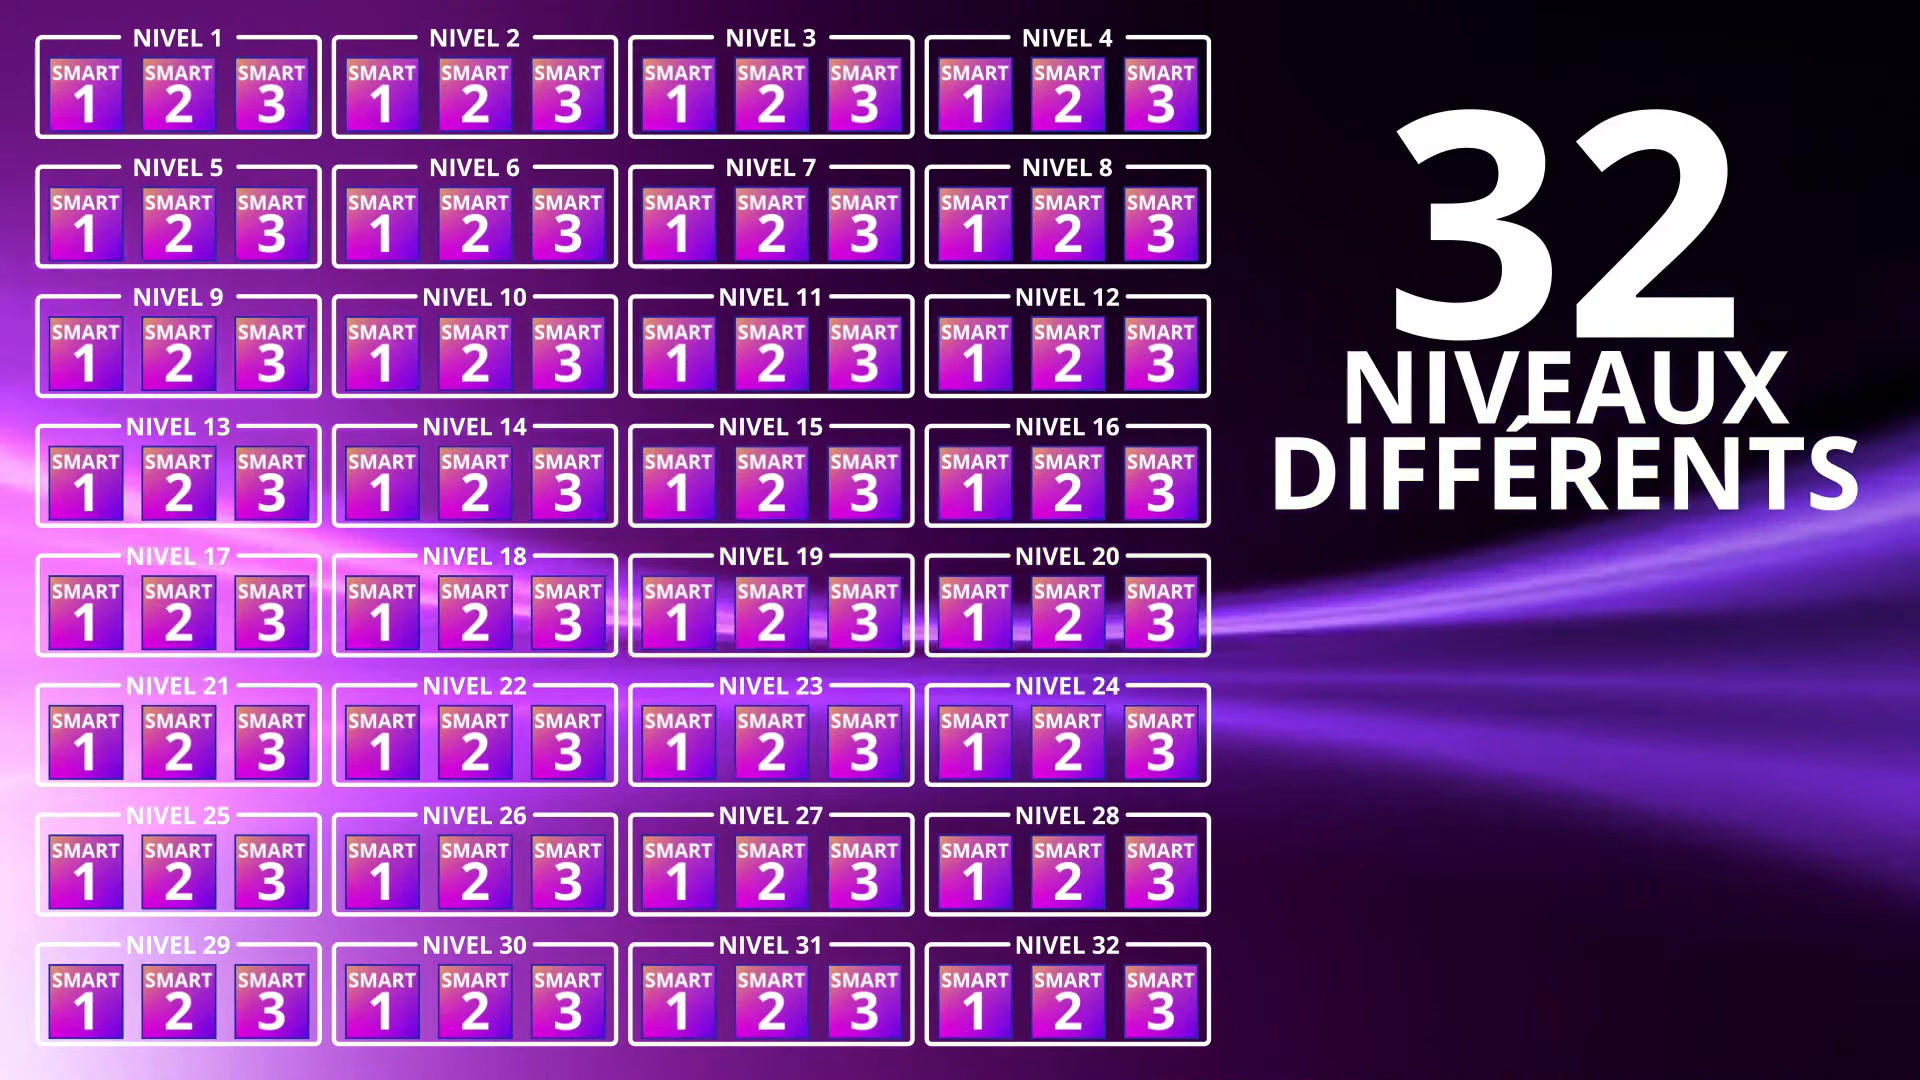 NIVEL 1 NIVEL 2 NIVEL 3 NIVEL 4
SMART SMART SMART SMART SMART SMART SMART SMART SMART SMART SMART SMART
1 2 3 1 2 3 1 2 3 1 2 3
NIVEL 5 NIVEL 6 NIVEL 7 NIVEL 8
SMART SMART SMART SMART SMART SMART SMART SMART SMART SMART SMART SMART
1 2 3 1 2 3 1 2 3 1 2 3
NIVEL 9 NIVEL 10 NIVEL 11 NIVEL 12
SMART SMART SMART SMART SMART SMART SMART SMART SMART SMART SMART SMART
1 2 3 1 2 3 1 2 3 1 2 3
NIVEL 13 NIVEL 14 NIVEL 15 NIVEL 16
SMART SMART SMART SMART SMART SMART SMART SMART SMART SMART SMART SMART
1 2 3 1 2 3 1 2 3 1 2 3
NIVEL 17 NIVEL 18 NIVEL 19 NIVEL 20
SMART SMART SMART SMART SMART SMART SMART SMART SMART SMART SMART SMART
1 2 3 1 2 3 1 2 3 1 2 3
NIVEL 21 NIVEL 22 NIVEL 23 NIVEL 24
SMART SMART SMART SMART SMART SMART SMART SMART SMART SMART SMART SMART
1 2 3 1 2 3 1 2 3 1 2 3
NIVEL 25 NIVEL 26 NIVEL 27 NIVEL 28
SMART SMART SMART SMART SMART SMART SMART SMART SMART SMART SMART SMART
1 2 3 1 2 3 1 2 3 1 2 3
NIVEL 29 NIVEL 30 NIVEL 31 NIVEL 32
SMART SMART SMART SMART SMART SMART SMART SMART SMART SMART SMART SMART
1 2 3 1 2 3 1 2 3 1 2 3
32
NIVEAUX
DIFFÉRENTS